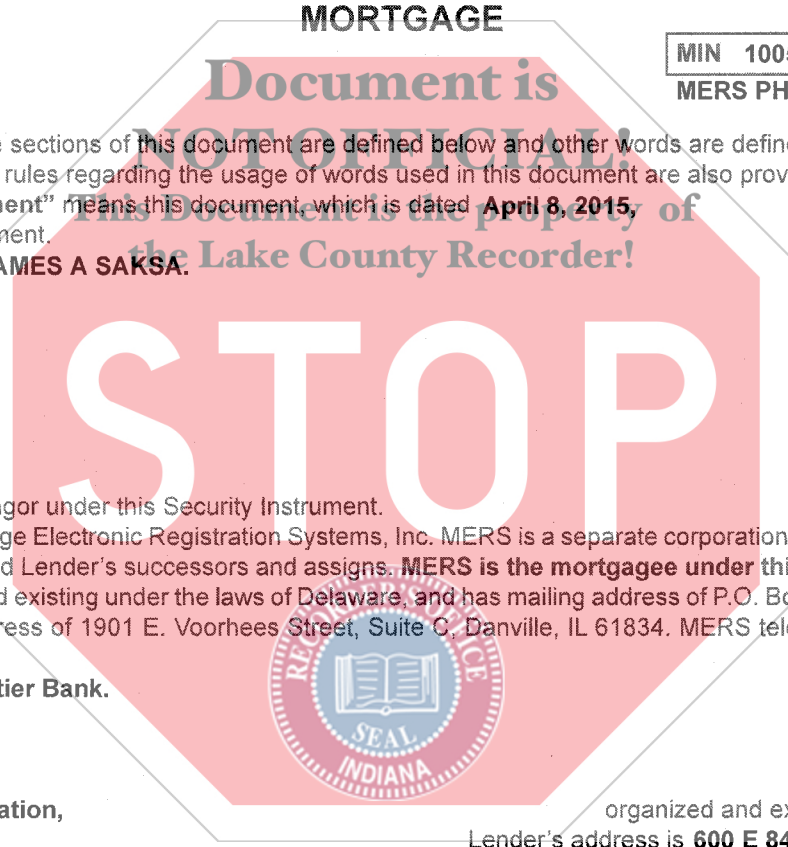 MORTGAGE
MIN 100
MERS PH
Document is
NOT OFFICIAL!
This Document is the property of
the Lake County Recorder!
STOP
sections of this document are defined below and other words are define
rules regarding the usage of words used in this document are also prov
ent” means this document, which is dated April 8, 2015,
ment.
AMES A SAKSA.
gor under this Security Instrument.
ge Electronic Registration Systems, Inc. MERS is a separate corporation
d Lender's successors and assigns. MERS is the mortgagee under thi
d existing under the laws of Delaware, and has mailing address of P.O. Bo
ress of 1901 E. Voorhees Street, Suite C, Danville, IL 61834. MERS tele
tier Bank.
RECORDER'S OFFICE
SEAL
INDIANA
ation,
organized and ex
Lender's address is 600 E 84